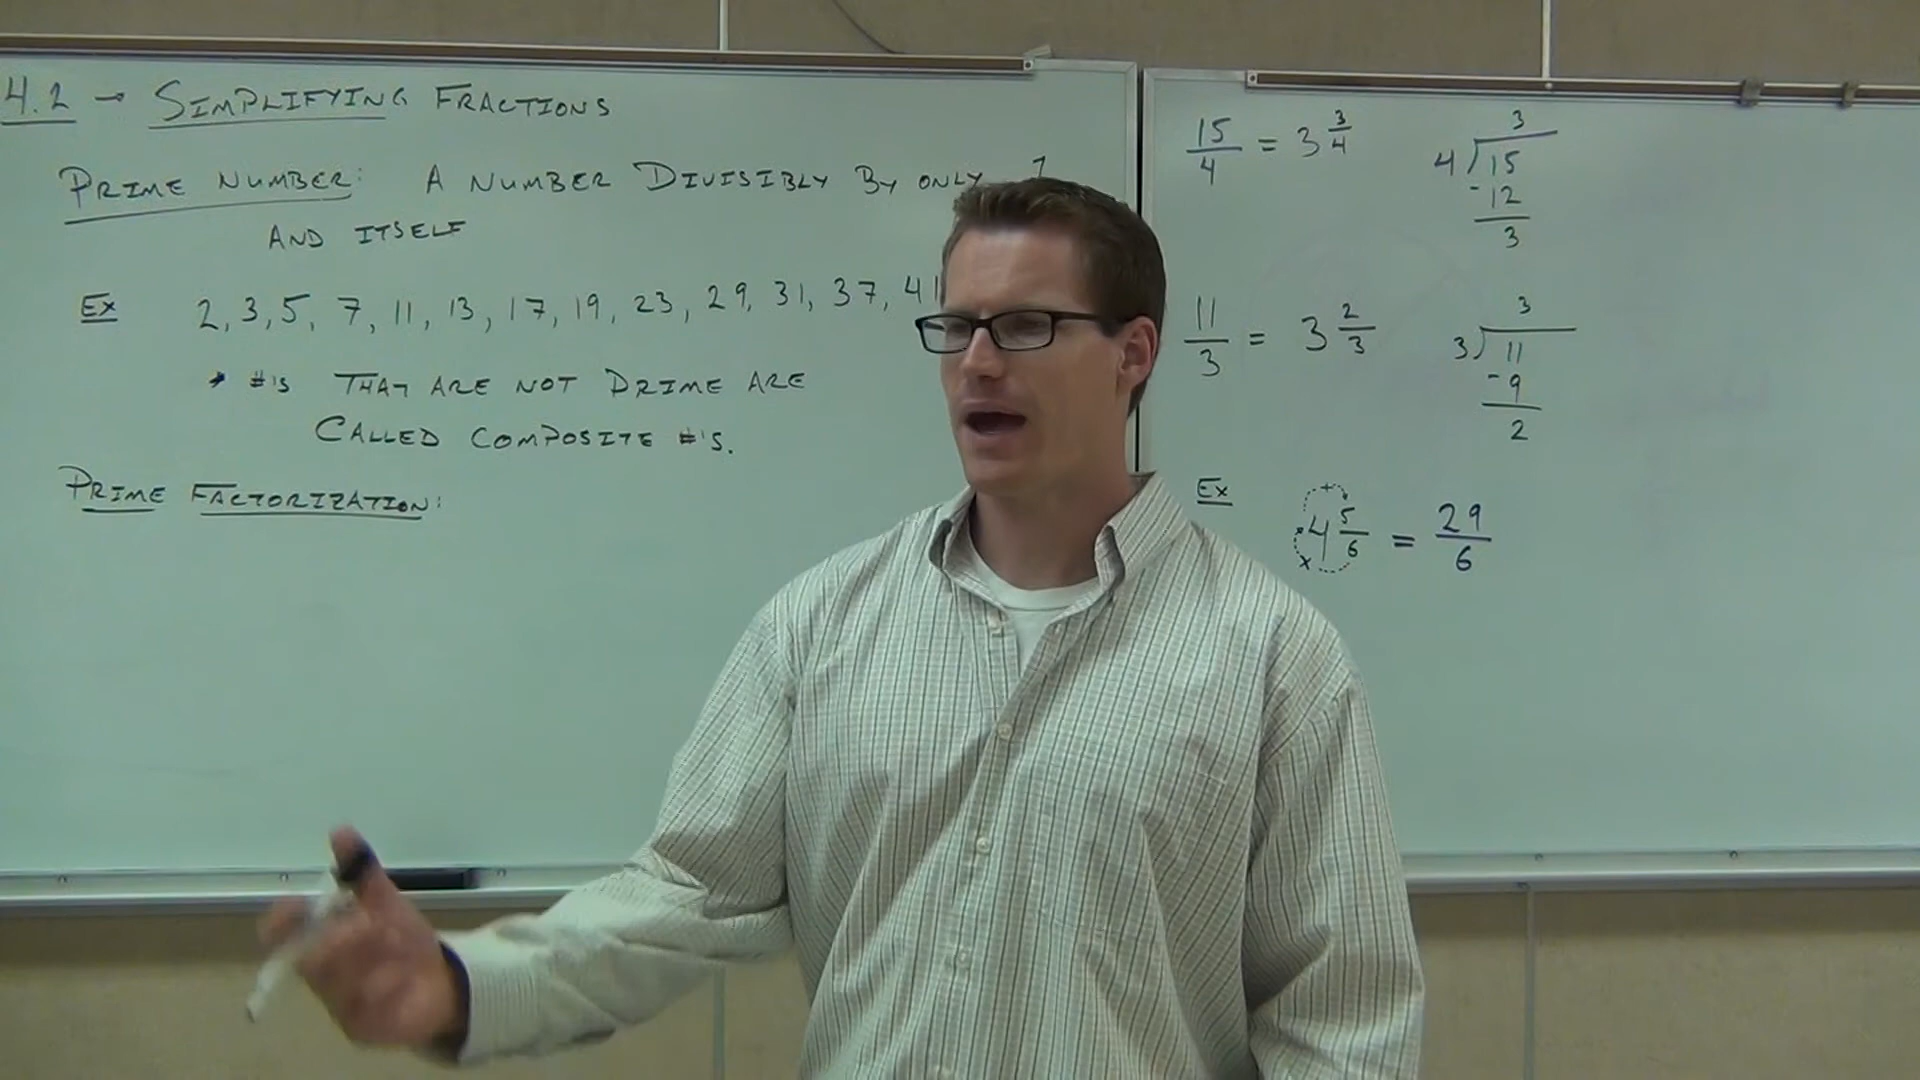 4.2 → SIMPLIFYING FRACTIONS
PRIME NUMBER: A NUMBER DIVISIBLY BY ONLY 1
AND ITSELF
EX 2, 3, 5, 7, 11, 13, 17, 19, 23, 29, 31, 37, 41
* #'S THAT ARE NOT PRIME ARE
CALLED COMPOSITE #'S.
PRIME FACTORIZATION:
15/4 = 3 3/4
3
4)15
-12
3
11/3 = 3 2/3
3
3)11
-9
2
EX
+
4 5/6 = 29/6
x